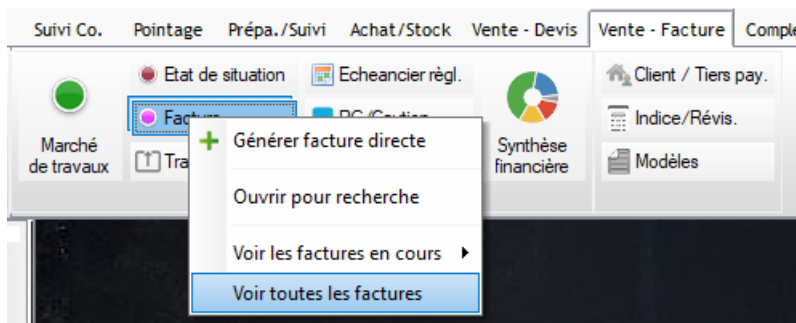 Suivi Co. Pointage Prépa./Suivi Achat/Stock Vente - Devis Vente - Facture
Etat de situation Echeancier règl. Client / Tiers pay.
Indice/Révis.
Générer facture directe
Marché
de travaux
Synthèse
financière
Modèles
Ouvrir pour recherche
Voir les factures en cours
Voir toutes les factures